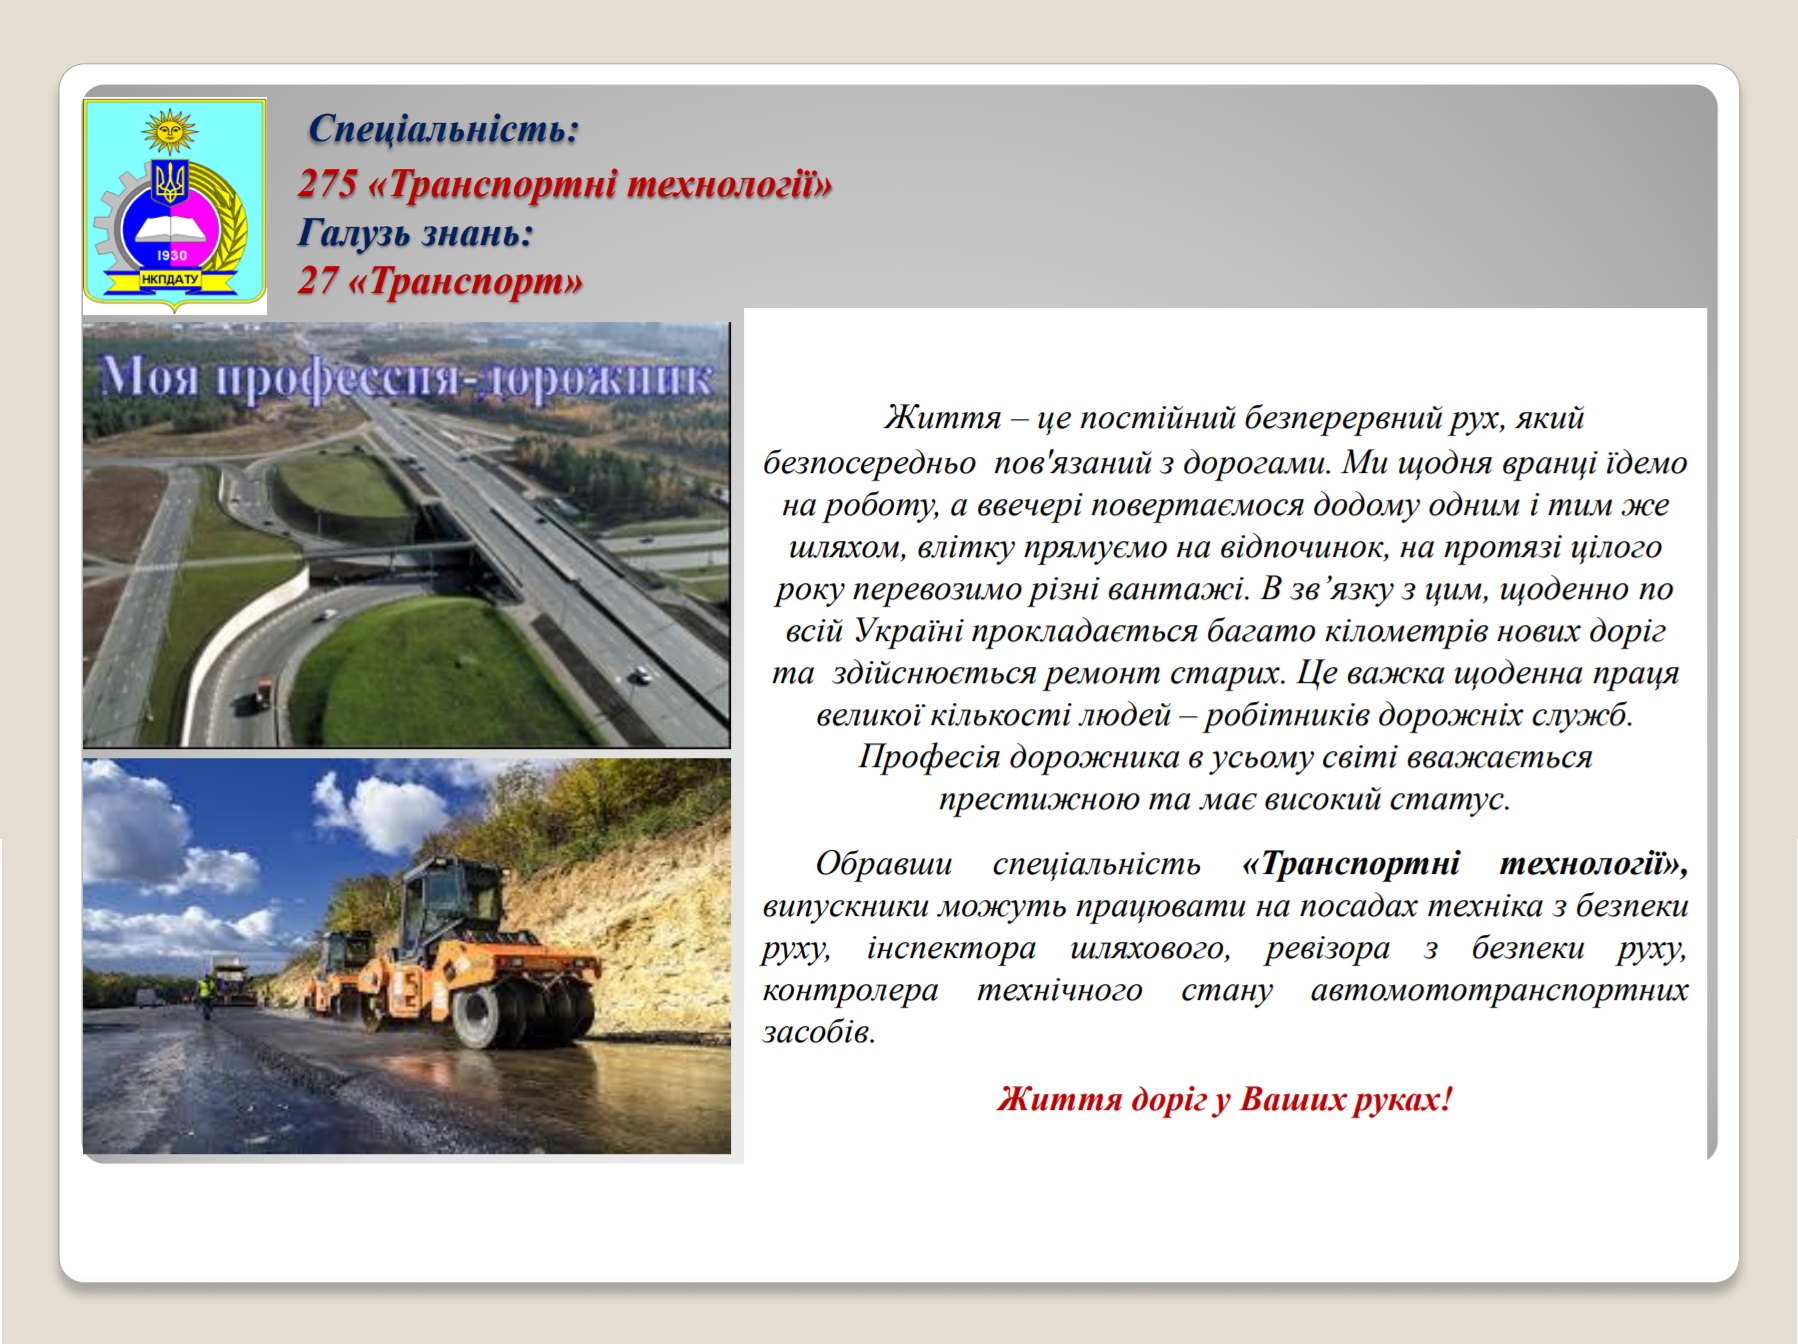 Спеціальність:
275 «Транспортні технології»
Галузь знань:
27 «Транспорт»
1930
НКПДАТУ
Моя профессия-дорожник
Життя – це постійний безперервний рух, який
безпосередньо пов'язаний з дорогами. Ми щодня вранці їдемо
на роботу, а ввечері повертаємося додому одним і тим же
шляхом, влітку прямуємо на відпочинок, на протязі цілого
року перевозимо різні вантажі. В зв’язку з цим, щоденно по
всій Україні прокладається багато кілометрів нових доріг
та здійснюється ремонт старих. Це важка щоденна праця
великої кількості людей – робітників дорожніх служб.
Професія дорожника в усьому світі вважається
престижною та має високий статус.
Обравши спеціальність «Транспортні технології»,
випускники можуть працювати на посадах техніка з безпеки
руху, інспектора шляхового, ревізора з безпеки руху,
контролера технічного стану автомототранспортних
засобів.
Життя доріг у Ваших руках!